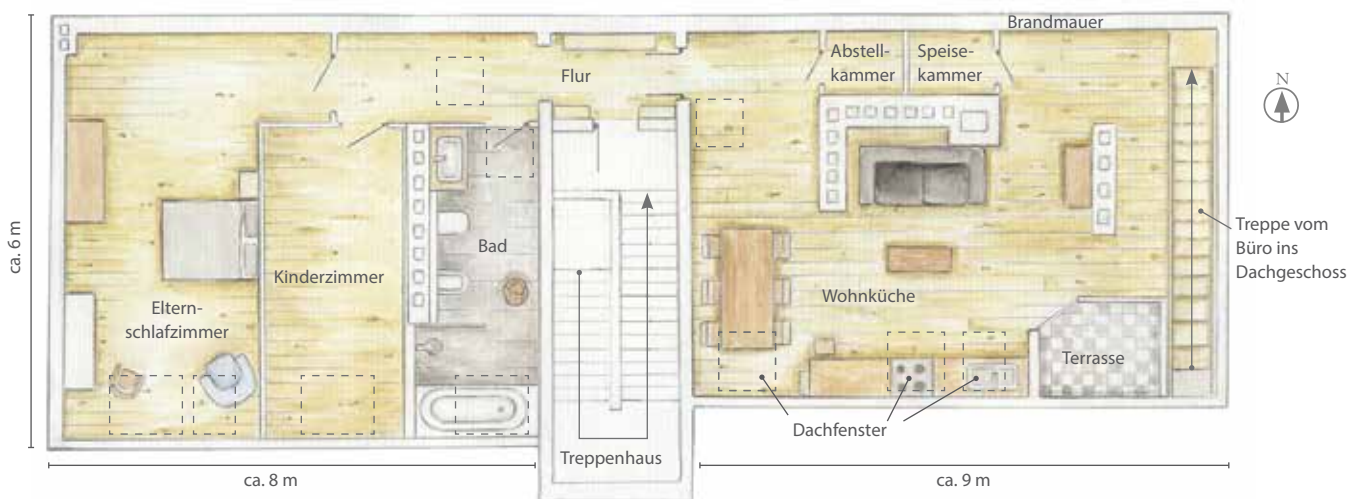 Brandmauer
Abstell-
kammer
Speise-
kammer
Flur
N
ca. 6 m
Treppe vom
Büro ins
Dachgeschoss
Bad
Kinderzimmer
Eltern-
schlafzimmer
Wohnküche
Terrasse
Dachfenster
Treppenhaus
ca. 8 m
ca. 9 m